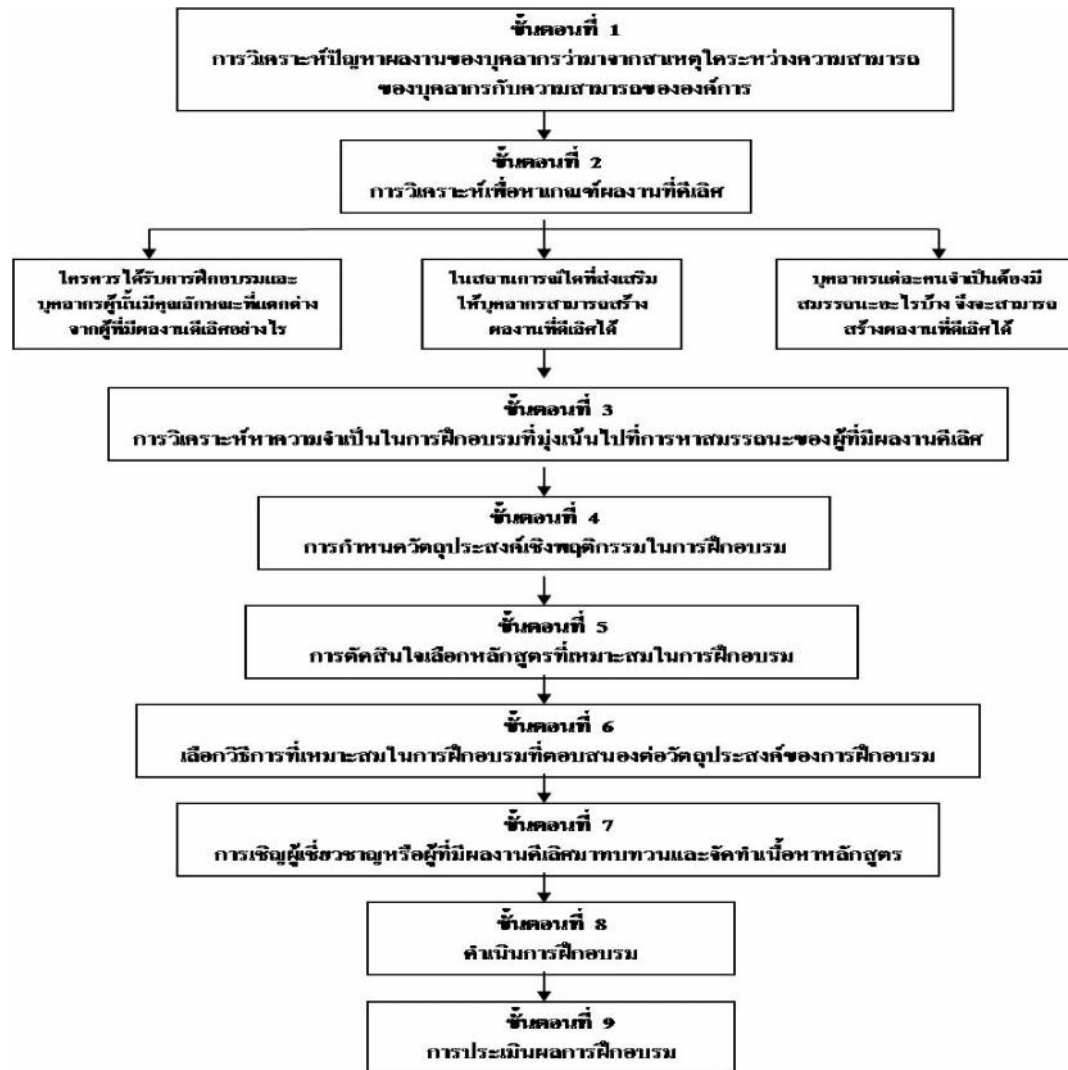 ขั้นตอนที่ 1
การวิเคราะห์ปัญหาผลงานของบุคลากรว่ามาจากสาเหตุใดระหว่างความสามารถ
ของบุคลากรกับความสามารถขององค์การ
ขั้นตอนที่ 2
การวิเคราะห์เพื่อหาเกณฑ์ผลงานที่ดีเลิศ
ใครควรได้รับการฝึกอบรมและ
บุคลากรผู้นั้นมีคุณลักษณะที่แตกต่าง
จากผู้ที่มีผลงานดีเลิศอย่างไร
ในสถานการณ์ใดที่ส่งเสริม
ให้บุคลากรสามารถสร้าง
ผลงานที่ดีเลิศได้
บุคลากรแต่ละคนจำเป็นต้องมี
สมรรถนะอะไรบ้าง จึงจะสามารถ
สร้างผลงานที่ดีเลิศได้
ขั้นตอนที่ 3
การวิเคราะห์หาความจำเป็นในการฝึกอบรมที่มุ่งเน้นไปที่การหาสมรรถนะของผู้ที่มีผลงานดีเลิศ
ขั้นตอนที่ 4
การกำหนดวัตถุประสงค์เชิงพฤติกรรมในการฝึกอบรม
ขั้นตอนที่ 5
การตัดสินใจเลือกหลักสูตรที่เหมาะสมในการฝึกอบรม
ขั้นตอนที่ 6
เลือกวิธีการที่เหมาะสมในการฝึกอบรมที่ตอบสนองต่อวัตถุประสงค์ของการฝึกอบรม
ขั้นตอนที่ 7
การเชิญผู้เชี่ยวชาญหรือผู้ที่มีผลงานดีเลิศมาทบทวนและจัดทำเนื้อหาหลักสูตร
ขั้นตอนที่ 8
ดำเนินการฝึกอบรม
ขั้นตอนที่ 9
การประเมินผลการฝึกอบรม